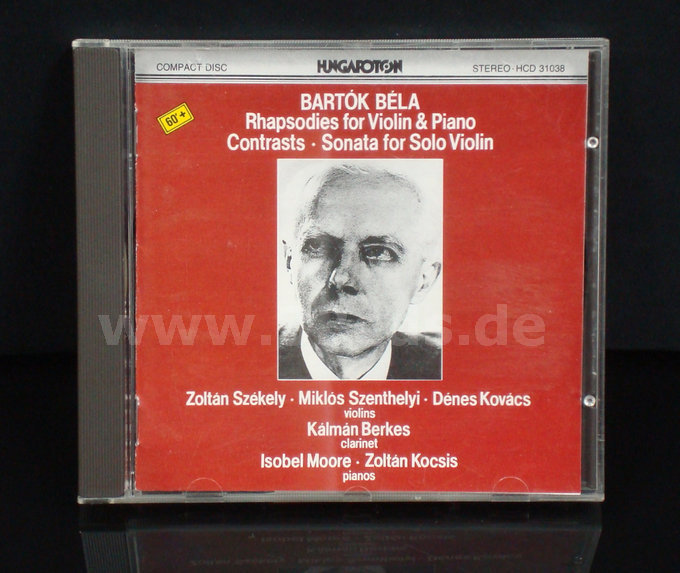 COMPACT DISC
HUNGAROTON
STEREO · HCD 31038
BARTÓK BÉLA
Rhapsodies for Violin & Piano
Contrasts · Sonata for Solo Violin
60'+
Zoltán Székely · Miklós Szenthelyi · Dénes Kovács
violins
Kálmán Berkes
clarinet
Isobel Moore · Zoltán Kocsis
pianos